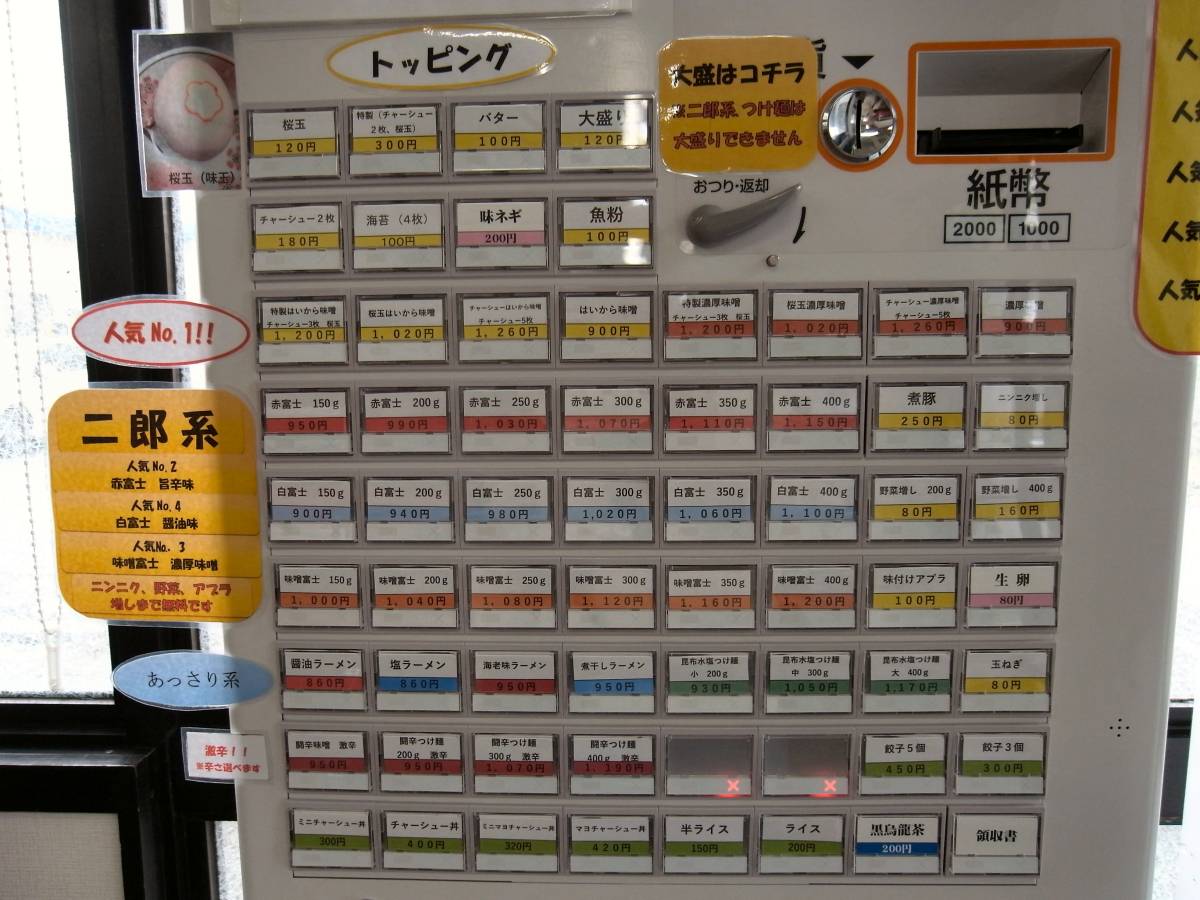 トッピング
大盛はコチラ
二郎系、つけ麺は
大盛りできません
貨
おつり・返却
紙幣
2000
1000
人
人気
人気
人気
人気
桜玉（味玉）
桜玉
120円
特製（チャーシュー
2枚、桜玉）
300円
バター
100円
大盛り
120円
チャーシュー2枚
180円
海苔（4枚）
100円
味ネギ
200円
魚粉
100円
人気No.1!!
特製はいから味噌
チャーシュー3枚 桜玉
1,200円
桜玉はいから味噌
1,020円
チャーシューはいから味噌
チャーシュー5枚
1,260円
はいから味噌
900円
特製濃厚味噌
チャーシュー3枚 桜玉
1,200円
桜玉濃厚味噌
1,020円
チャーシュー濃厚味噌
チャーシュー5枚
1,260円
濃厚味噌
900円
二郎系
人気No.2
赤富士 旨辛味
人気No.4
白富士 醤油味
人気No.3
味噌富士 濃厚味噌
ニンニク、野菜、アブラ
増しまで無料です
赤富士 150g
950円
赤富士 200g
990円
赤富士 250g
1,030円
赤富士 300g
1,070円
赤富士 350g
1,110円
赤富士 400g
1,150円
煮豚
250円
ニンニク増し
80円
白富士 150g
900円
白富士 200g
940円
白富士 250g
980円
白富士 300g
1,020円
白富士 350g
1,060円
白富士 400g
1,100円
野菜増し 200g
80円
野菜増し 400g
160円
味噌富士 150g
1,000円
味噌富士 200g
1,040円
味噌富士 250g
1,080円
味噌富士 300g
1,120円
味噌富士 350g
1,160円
味噌富士 400g
1,200円
味付けアブラ
100円
生卵
80円
あっさり系
醤油ラーメン
860円
塩ラーメン
860円
海老味ラーメン
950円
煮干しラーメン
950円
昆布水塩つけ麺
小 200g
930円
昆布水塩つけ麺
中 300g
1,050円
昆布水塩つけ麺
大 400g
1,170円
玉ねぎ
80円
激辛!!
※辛さ選べます
闘辛味噌 激辛
950円
闘辛つけ麺
200g 激辛
950円
闘辛つけ麺
300g 激辛
1,070円
闘辛つけ麺
400g 激辛
1,190円
×
×
餃子5個
450円
餃子3個
300円
ミニチャーシュー丼
300円
チャーシュー丼
400円
ミニマヨチャーシュー丼
320円
マヨチャーシュー丼
420円
半ライス
150円
ライス
200円
黒烏龍茶
200円
領収書